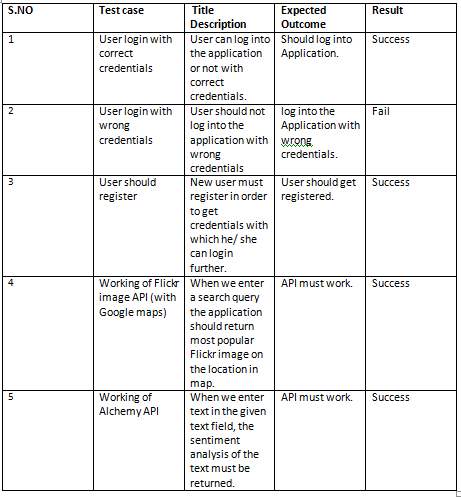 S.NO Test case Title Expected Result
Description Outcome
1 User login with User can log into Should log into Success
correct the application Application.
credentials or not with
correct
credentials.
2 User login with User should not log into the Fail
wrong log into the Application with
credentials application with wrong
wrong credentials.
credentials
3 User should New user must User should get Success
register register in order registered.
to get
credentials with
which he/ she
can login
further.
4 Working of Flickr When we enter API must work. Success
image API (with a search query
Google maps) the application
should return
most popular
Flickr image on
the location in
map.
5 Working of When we enter API must work. Success
Alchemy API text in the given
text field, the
sentiment
analysis of the
text must be
returned.